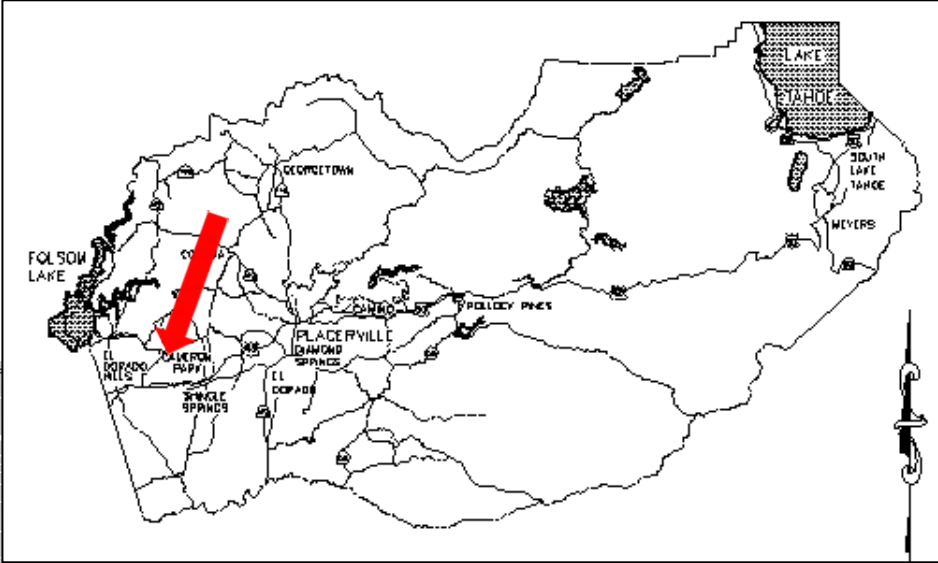 LAKE
TAHOE
SOUTH
LAKE
TAHOE
MEYERS
GEORGETOWN
FOLSOM
LAKE
CAMINO
POLLOCK PINES
PLACERVILLE
DIAMOND
SPRINGS
EL
DORADO
HILLS
CAMERON
PARK
SHINGLE
SPRINGS
EL
DORADO